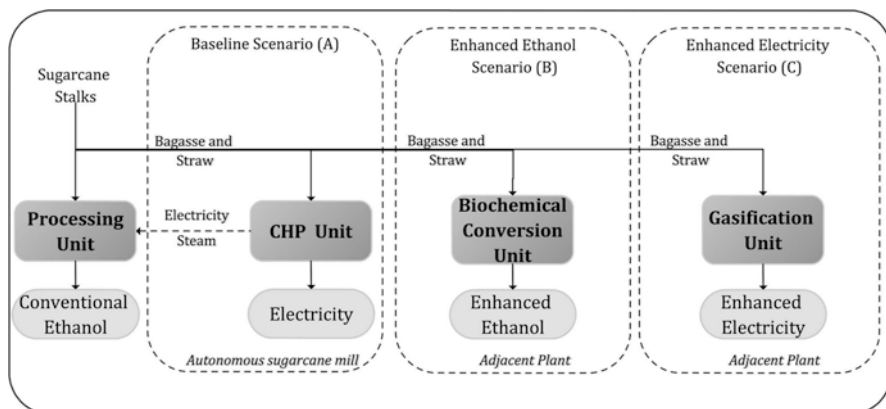 Baseline Scenario (A)
Enhanced Ethanol
Scenario (B)
Enhanced Electricity
Scenario (C)
Sugarcane
Stalks
Bagasse and
Straw
Bagasse and
Straw
Bagasse and
Straw
Processing
Unit
Electricity
Steam
CHP Unit
Biochemical
Conversion
Unit
Gasification
Unit
Conventional
Ethanol
Electricity
Enhanced
Ethanol
Enhanced
Electricity
Autonomous sugarcane mill
Adjacent Plant
Adjacent Plant